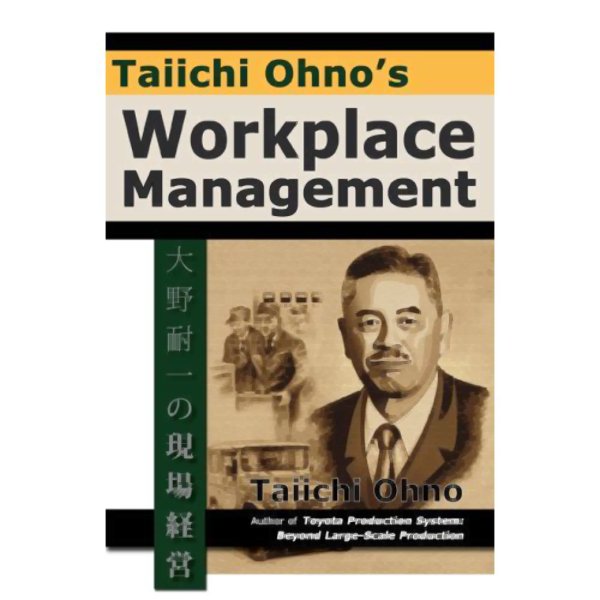 Taiichi Ohno's
Workplace
Management
大野耐一の現場経営
Taiichi Ohno
Author of Toyota Production System:
Beyond Large-Scale Production